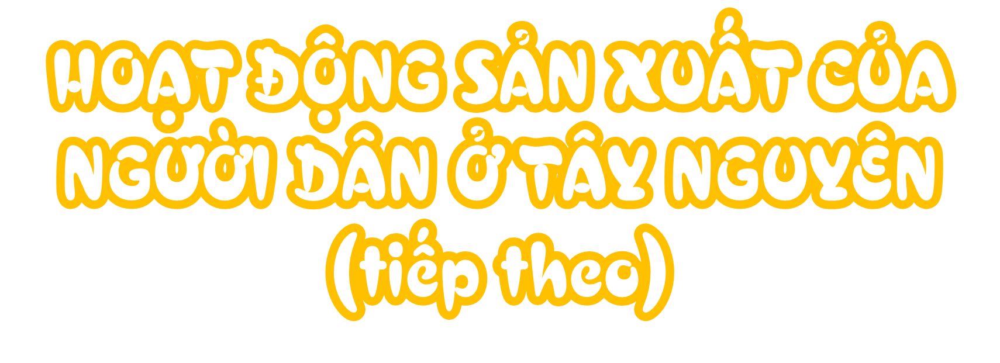 HOẠT ĐỘNG SẢN XUẤT CỦA
NGƯỜI DÂN Ở TÂY NGUYÊN
(tiếp theo)